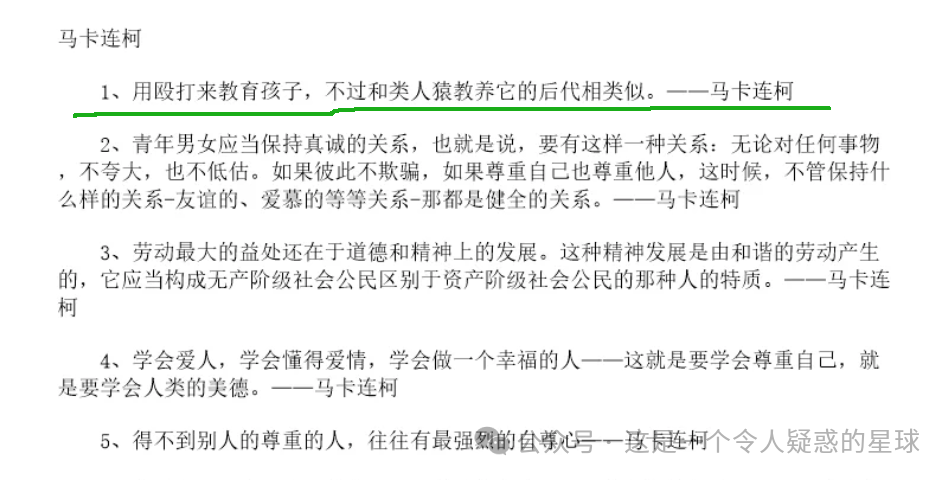 马卡连柯
1、用殴打来教育孩子，不过和类人猿教养它的后代相类似。——马卡连柯
2、青年男女应当保持真诚的关系，也就是说，要有这样一种关系：无论对任何事物
，不夸大，也不低估。如果彼此不欺骗，如果尊重自己也尊重他人，这时候，不管保持什
么样的关系-友谊的、爱慕的等等关系-那都是健全的关系。——马卡连柯
3、劳动最大的益处还在于道德和精神上的发展。这种精神发展是由和谐的劳动产生
的，它应当构成无产阶级社会公民区别于资产阶级社会公民的那种人的特质。——马卡连
柯
4、学会爱人，学会懂得爱情，学会做一个幸福的人——这就是要学会尊重自己，就
是要学会人类的美德。——马卡连柯
5、得不到别人的尊重的人，往往有最强烈的自尊心——马卡连柯
公众号·这是一个令人疑惑的星球